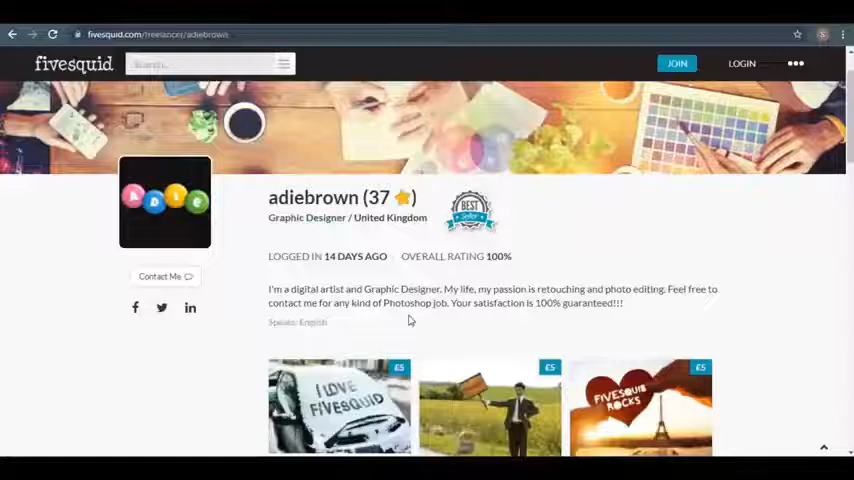 fivesquid.com/freelancer/adiebrown
S
fivesquid
Search...
JOIN
LOGIN
ADIE
adiebrown (37 )
BEST
Seller
Graphic Designer / United Kingdom
LOGGED IN 14 DAYS AGO
OVERALL RATING 100%
Contact Me
I'm a digital artist and Graphic Designer. My life, my passion is retouching and photo editing. Feel free to
contact me for any kind of Photoshop job. Your satisfaction is 100% guaranteed!!!
Speaks: English
£5
£5
£5
I LOVE
FIVESQUID
FIVESQUID
ROCKS